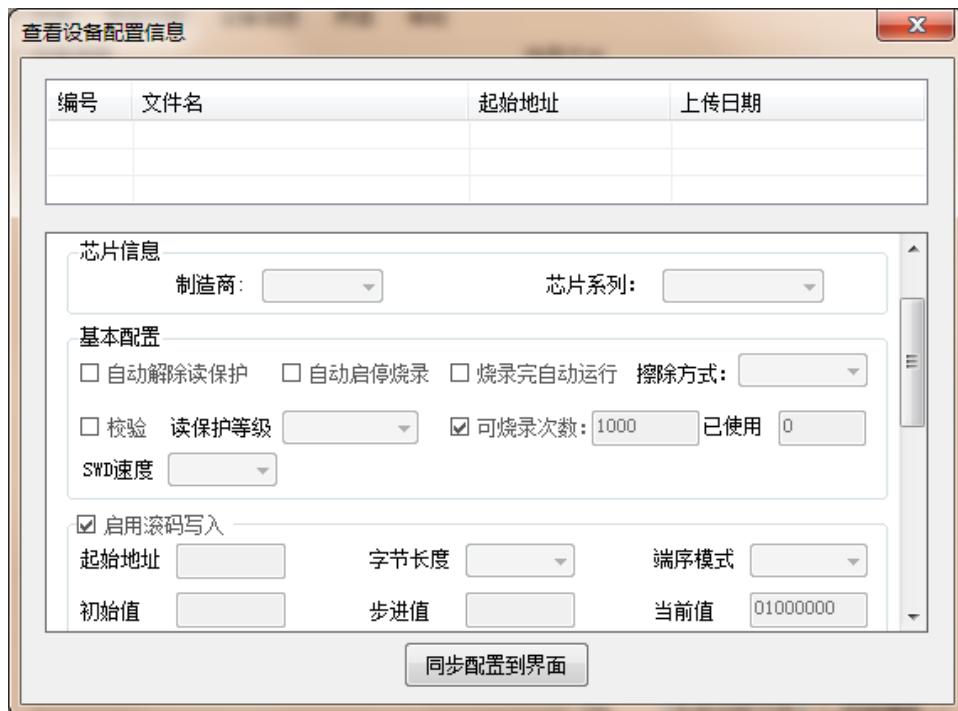 查看设备配置信息
编号 文件名 起始地址 上传日期
芯片信息
制造商: 芯片系列:
基本配置
自动解除读保护 自动启停烧录 烧录完自动运行 擦除方式:
校验 读保护等级 可烧录次数: 1000 已使用 0
SWD速度
启用滚码写入
起始地址 字节长度 端序模式
初始值 步进值 当前值 01000000
同步配置到界面